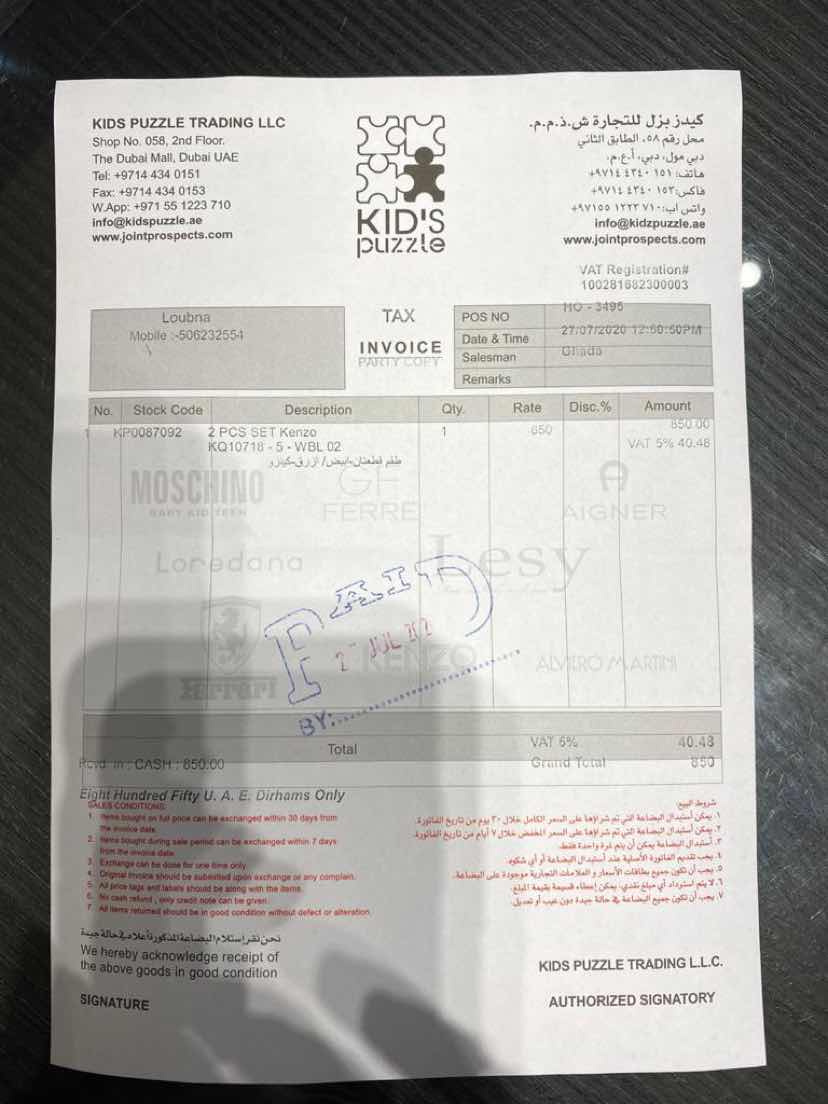 KIDS PUZZLE TRADING LLC
Shop No. 058, 2nd Floor.
The Dubai Mall, Dubai UAE
Tel: +9714 434 0151
Fax: +9714 434 0153
W.App: +971 55 1223 710
info@kidspuzzle.ae
www.jointprospects.com
KID'S
puzzle
كيدز بزل للتجارة ش.ذ.م.م.
محل رقم ٠٥٨، الطابق الثاني
دبي مول، دبي، أ.ع.م.
هاتف: ١٥١ ٤٣٤٠ ٩٧١٤+
فاكس: ١٥٣ ٤٣٤٠ ٩٧١٤+
واتس اب: ٧١٠ ١٢٢٣ ٩٧١٥٥+
info@kidzpuzzle.ae
www.jointprospects.com
VAT Registration#
100281682300003
Loubna
Mobile :-506232554
TAX
INVOICE
PARTY COPY
POS NO HO - 3496
Date & Time 27/07/2020 12:50:50PM
Salesman Ghada
Remarks
No. Stock Code Description Qty. Rate Disc.% Amount
1 KP0087092 2 PCS SET Kenzo 1 850 850.00
KQ10718 - 5 - WBL 02 VAT 5% 40.48
طقم قطعتان-ابيض/ازرق-كينزو
MOSCHINO
BABY KID TEEN
GF
FERRE
AIGNER
Loredana
Lesy
PAID
JUL
Ferrari
KENZO
ALVIERO MARTINI
BY:
Total VAT 5% 40.48
Rcvd. in : CASH : 850.00 Grand Total 850
Eight Hundred Fifty U. A. E. Dirhams Only
SALES CONDITIONS:
1. Items bought on full price can be exchanged within 30 days from
the invoice date.
2. Items bought during sale period can be exchanged within 7 days
from the invoice date
3. Exchange can be dose for one time only.
4. Original invoice should be submitted upon exchange or any complain.
5. All price tags and labels should be along with the items.
6. No cash refund , only credit note can be given.
7. All items returned should be in good condition without defect or alteration.
شروط البيع:
١. يمكن أستبدال البضاعة التي تم شراؤها على السعر الكامل خلال ٣٠ يوم من تاريخ الفاتورة.
٢. يمكن أستبدال البضاعة التي تم شراؤها على السعر المخفض خلال ٧ أيام من تاريخ الفاتورة.
٣. أستبدال البضاعة يمكن أن يتم مرة واحدة فقط.
٤. يجب تقديم الفاتورة الأصلية عند أستبدال البضاعة أو أي شكوى.
٥. يجب أن تكون جميع بطاقات الأسعار و العلامات التجارية موجودة على البضاعة.
٦. لا يتم استرداد أي مبلغ نقدي، يمكن إعطاء قسيمة بقيمة المبلغ.
٧. يجب أن تكون جميع البضاعة في حالة جيدة دون عيب أو تعديل.
نحن نقر إستلام البضاعة المذكورة أعلاه في حالة جيدة
We hereby acknowledge receipt of
the above goods in good condition
SIGNATURE
KIDS PUZZLE TRADING L.L.C.
AUTHORIZED SIGNATORY